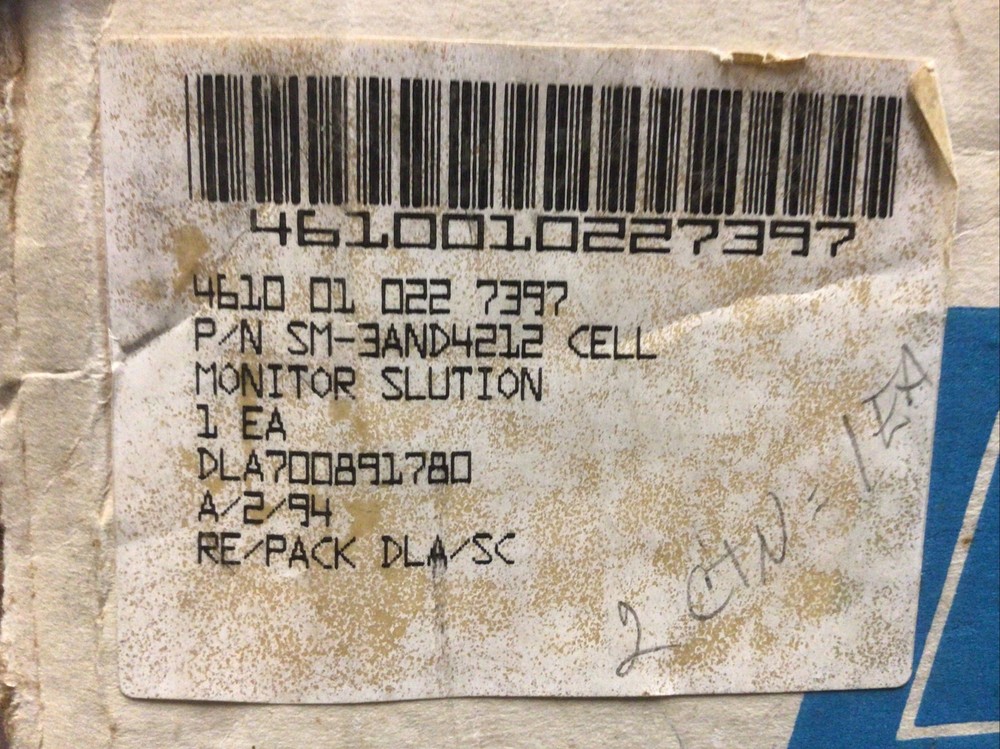 4610010227397
4610 01 022 7397
P/N SM-3AND4212 CELL
MONITOR SLUTION
1 EA
DLA700891780
A/2/94
RE/PACK DLA/SC
2 CTN = 1 EA